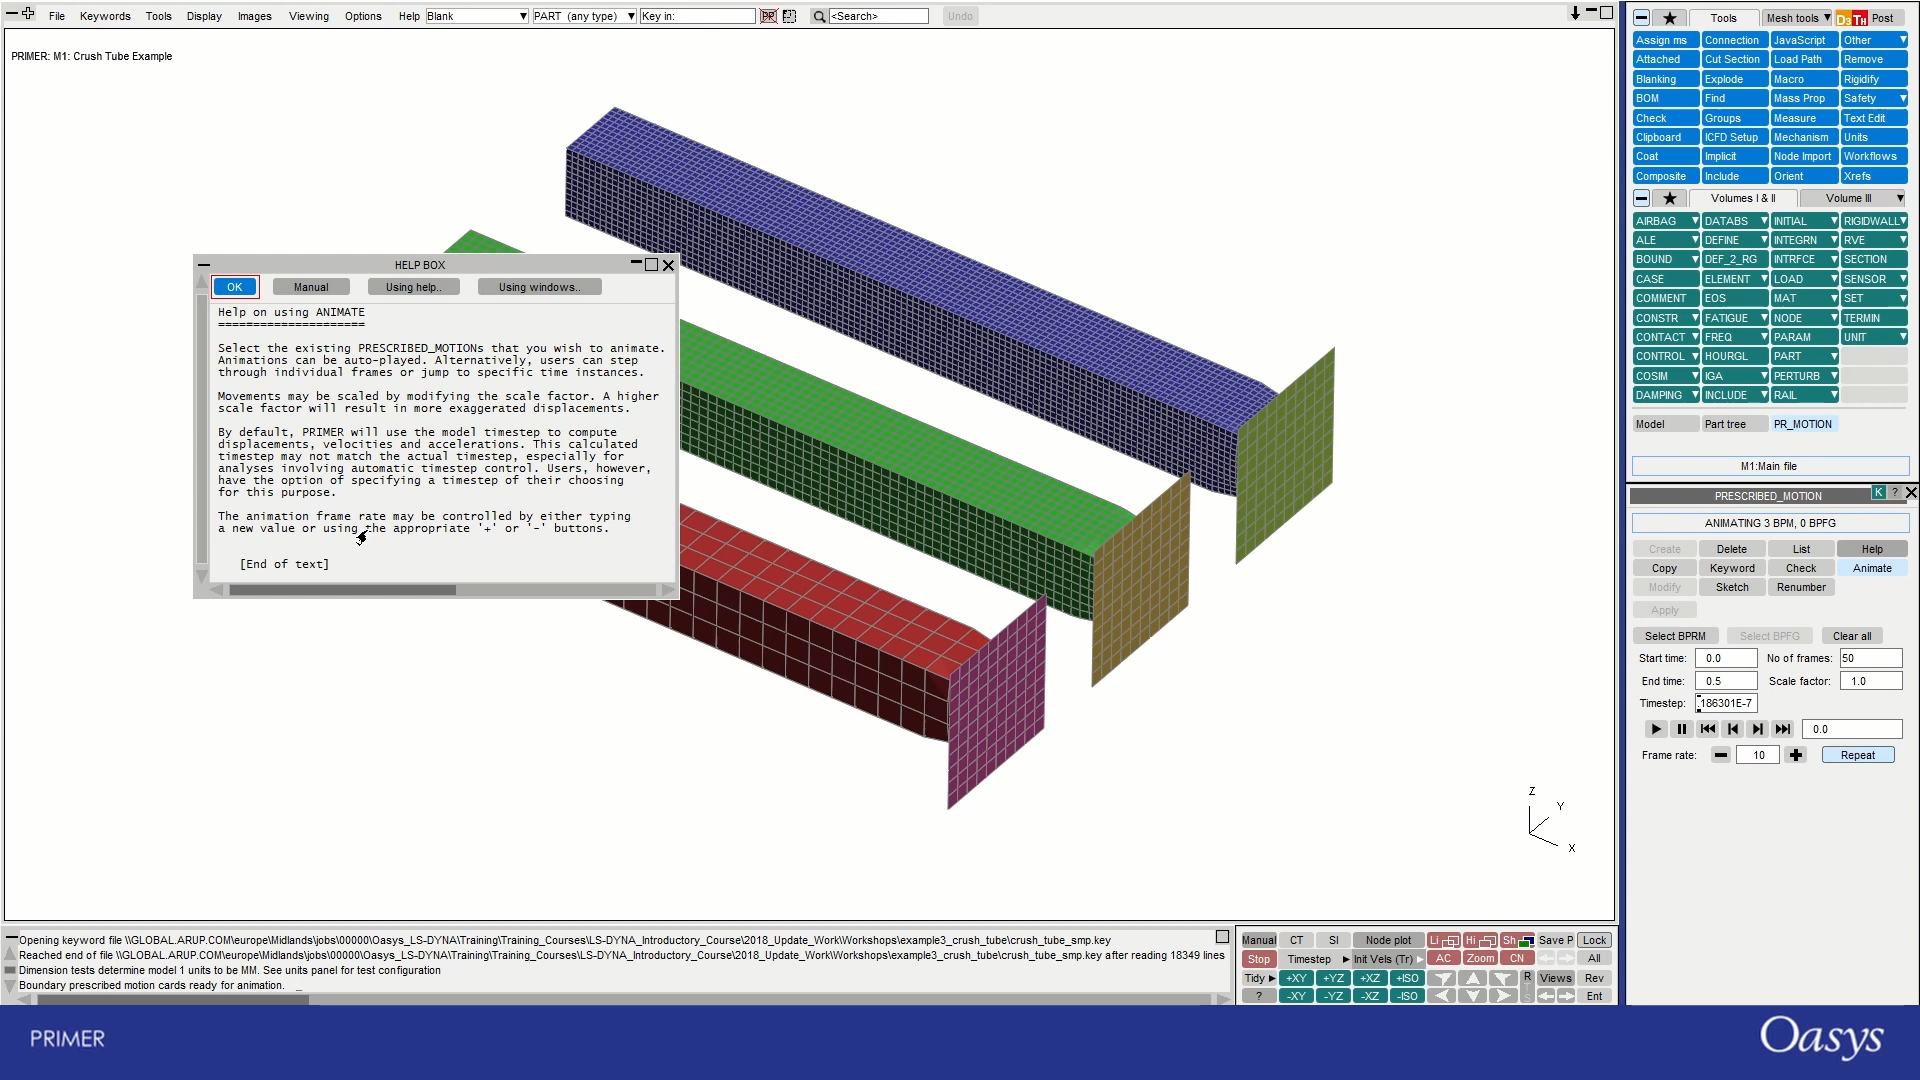 File Keywords Tools Display Images Viewing Options Help Blank PART (any type) Key in: <Search> Undo
PRIMER: M1: Crush Tube Example
HELP BOX
OK Manual Using help.. Using windows..
Help on using ANIMATE
=====================
Select the existing PRESCRIBED_MOTIONs that you wish to animate.
Animations can be auto-played. Alternatively, users can step
through individual frames or jump to specific time instances.
Movements may be scaled by modifying the scale factor. A higher
scale factor will result in more exaggerated displacements.
By default, PRIMER will use the model timestep to compute
displacements, velocities and accelerations. This calculated
timestep may not match the actual timestep, especially for
analyses involving automatic timestep control. Users, however,
have the option of specifying a timestep of their choosing
for this purpose.
The animation frame rate may be controlled by either typing
a new value or using the appropriate '+' or '-' buttons.
[End of text]
Z
Y
X
Tools Mesh tools D3 TH Post
Assign ms Connection JavaScript Other
Attached Cut Section Load Path Remove
Blanking Explode Macro Rigidify
BOM Find Mass Prop Safety
Check Groups Measure Text Edit
Clipboard ICFD Setup Mechanism Units
Coat Implicit Node Import Workflows
Composite Include Orient Xrefs
Volumes I & II Volume III
AIRBAG DATABS INITIAL RIGIDWALL
ALE DEFINE INTEGRN RVE
BOUND DEF_2_RG INTRFCE SECTION
CASE ELEMENT LOAD SENSOR
COMMENT EOS MAT SET
CONSTR FATIGUE NODE TERMIN
CONTACT FREQ PARAM UNIT
CONTROL HOURGL PART
COSIM IGA PERTURB
DAMPING INCLUDE RAIL
Model Part tree PR_MOTION
M1:Main file
PRESCRIBED_MOTION K ?
ANIMATING 3 BPM, 0 BPFG
Create Delete List Help
Copy Keyword Check Animate
Modify Sketch Renumber
Apply
Select BPRM Select BPFG Clear all
Start time: 0.0 No of frames: 50
End time: 0.5 Scale factor: 1.0
Timestep: .186301E-7
0.0
Frame rate: 10 Repeat
Opening keyword file \\GLOBAL.ARUP.COM\europe\Midlands\jobs\00000\Oasys_LS-DYNA\Training\Training_Courses\LS-DYNA_Introductory_Course\2018_Update_Work\Workshops\example3_crush_tube\crush_tube_smp.key
Reached end of file \\GLOBAL.ARUP.COM\europe\Midlands\jobs\00000\Oasys_LS-DYNA\Training\Training_Courses\LS-DYNA_Introductory_Course\2018_Update_Work\Workshops\example3_crush_tube\crush_tube_smp.key after reading 18349 lines
Dimension tests determine model 1 units to be MM. See units panel for test configuration
Boundary prescribed motion cards ready for animation. _
Manual CT SI Node plot Li Hi Sh Save P Lock
Stop Timestep Init Vels (Tr) AC Zoom CN All
Tidy +XY +YZ +XZ +ISO R Views Rev
? -XY -YZ -XZ -ISO Ent
PRIMER
Oasys